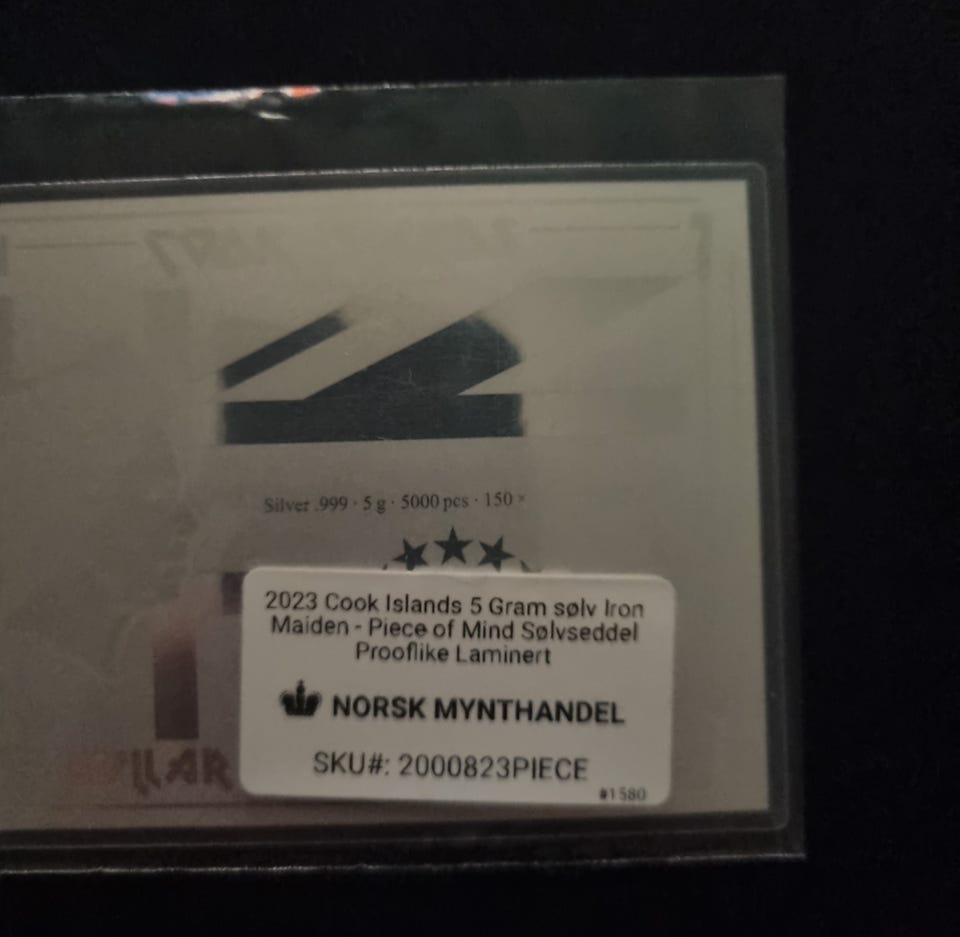 Silver .999 · 5 g · 5000 pcs · 150 ×
2023 Cook Islands 5 Gram sølv Iron
Maiden - Piece of Mind Sølvseddel
Prooflike Laminert
NORSK MYNTHANDEL
SKU#: 2000823PIECE
#1580